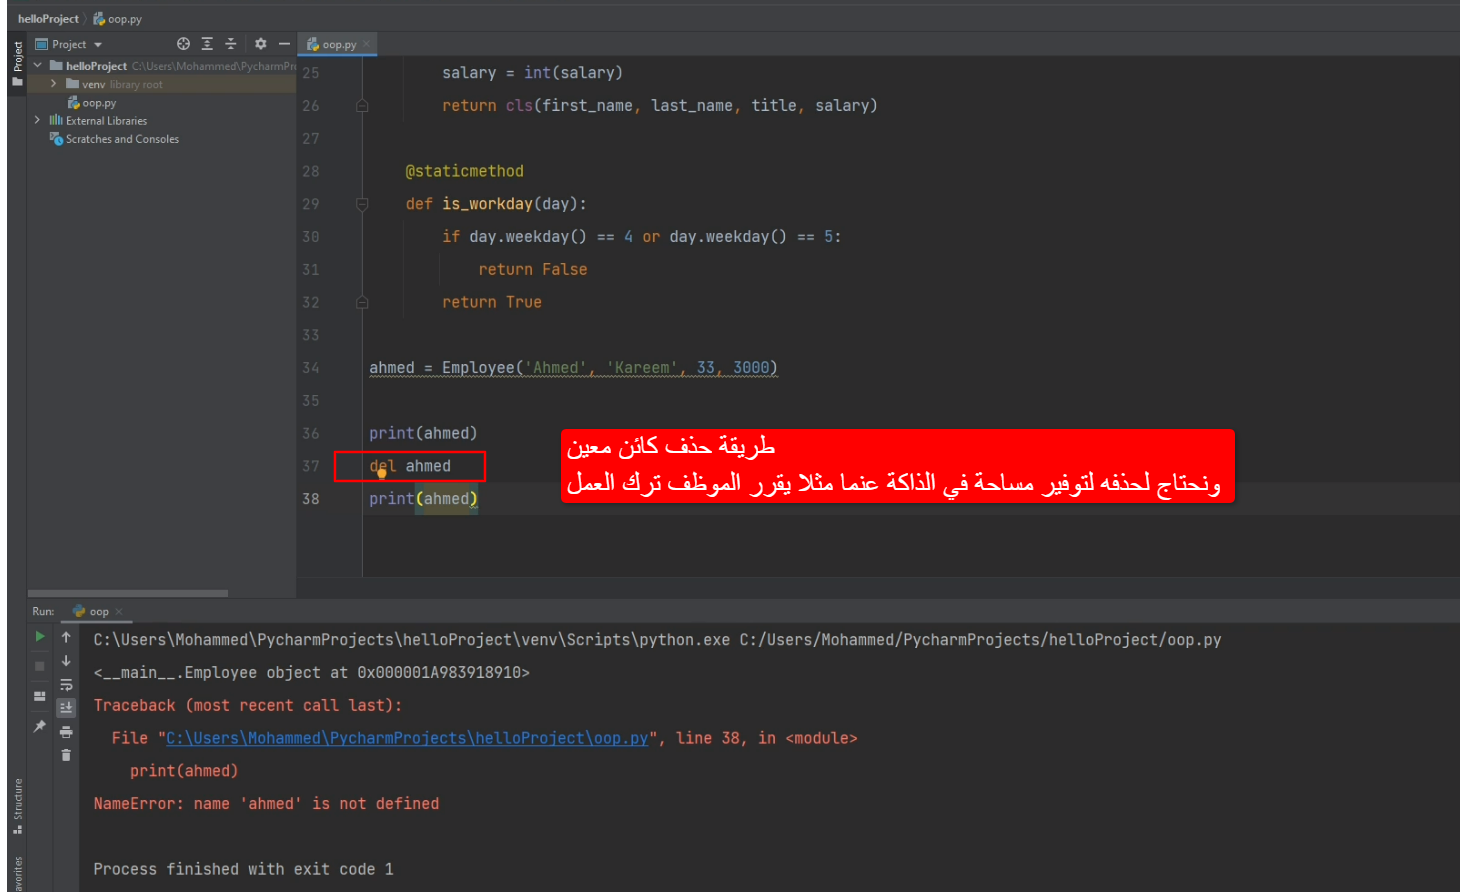 helloProject
oop.py
Project
Project
oop.py
helloProject C:\Users\Mohammed\PycharmPr
venv library root
oop.py
External Libraries
Scratches and Consoles
25 salary = int(salary)
26 return cls(first_name, last_name, title, salary)
27
28 @staticmethod
29 def is_workday(day):
30 if day.weekday() == 4 or day.weekday() == 5:
31 return False
32 return True
33
34 ahmed = Employee('Ahmed', 'Kareem', 33, 3000)
35
36 print(ahmed)
37 del ahmed
38 print(ahmed)
طريقة حذف كائن معين
ونحتاج لحذفه لتوفير مساحة في الذاكة عنما مثلا يقرر الموظف ترك العمل
Run: oop
C:\Users\Mohammed\PycharmProjects\helloProject\venv\Scripts\python.exe C:/Users/Mohammed/PycharmProjects/helloProject/oop.py
<__main__.Employee object at 0x000001A983918910>
Traceback (most recent call last):
File "C:\Users\Mohammed\PycharmProjects\helloProject\oop.py", line 38, in <module>
print(ahmed)
NameError: name 'ahmed' is not defined
Process finished with exit code 1
Structure
avorites